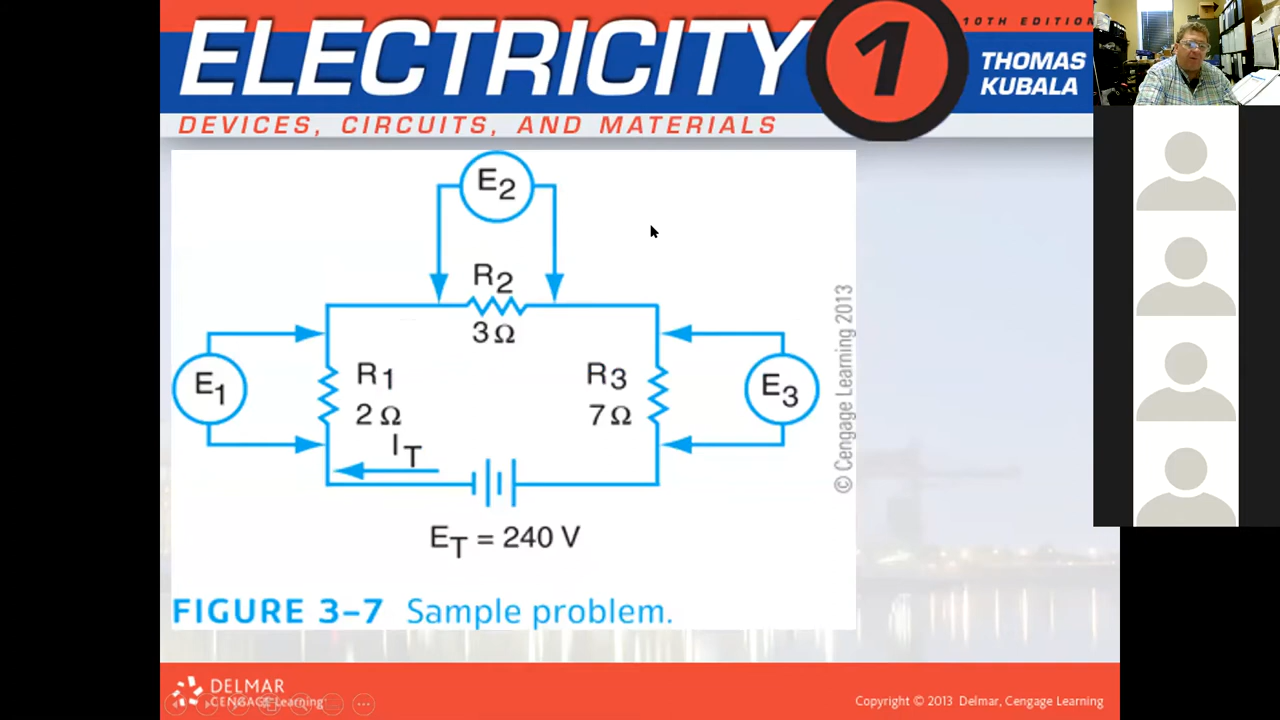 ELECTRICITY 1
10TH EDITION
THOMAS
KUBALA
DEVICES, CIRCUITS, AND MATERIALS
E2
R2
3 Ω
E1
R1
2 Ω
IT
R3
7 Ω
E3
ET = 240 V
© Cengage Learning 2013
FIGURE 3–7 Sample problem.
DELMAR
CENGAGE Learning
Copyright © 2013 Delmar, Cengage Learning